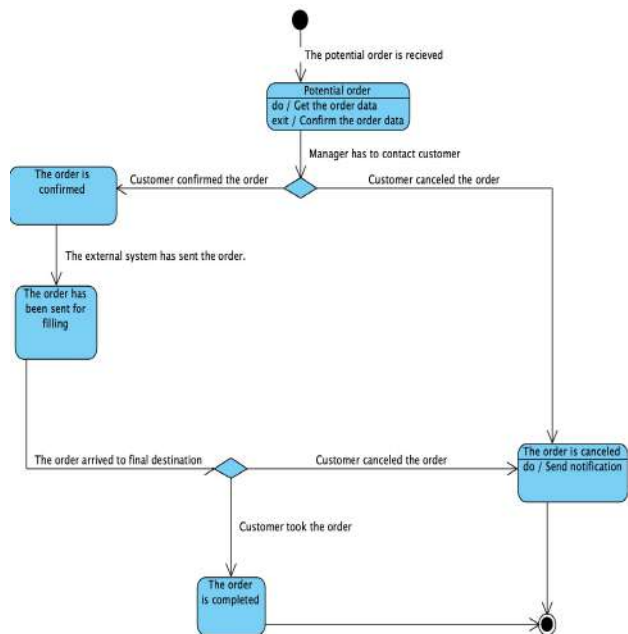 The potential order is recieved
Potential order
do / Get the order data
exit / Confirm the order data
Manager has to contact customer
The order is
confirmed
Customer confirmed the order
Customer canceled the order
The external system has sent the order.
The order has
been sent for
filling
The order arrived to final destination
Customer canceled the order
The order is canceled
do / Send notification
Customer took the order
The order
is completed